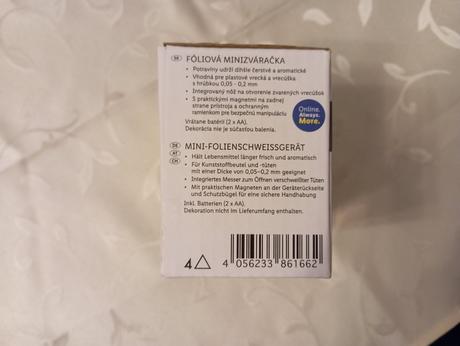 SK FÓLIOVÁ MINIZVÁRAČKA
• Potraviny udrží dlhšie čerstvé a aromatické
• Vhodná pre plastové vrecká a vrecúška
s hrúbkou 0,05 - 0,2 mm
• Integrovaný nôž na otvorenie zvarených vrecúšok
• S praktickými magnetmi na zadnej
strane prístroja a ochranným
ramienkom pre bezpečnú manipuláciu
Vrátane batérií (2 x AA).
Dekorácia nie je súčasťou balenia.
Online.
Always.
More.
DE AT CH MINI-FOLIENSCHWEISSGERÄT
• Hält Lebensmittel länger frisch und aromatisch
• Für Kunststoffbeutel und -tüten
mit einer Dicke von 0,05–0,2 mm geeignet
• Integriertes Messer zum Öffnen verschweißter Tüten
• Mit praktischen Magneten an der Geräterückseite
und Schutzbügel für eine sichere Handhabung
Inkl. Batterien (2 x AA).
Dekoration nicht im Lieferumfang enthalten.
4
4 056233 861662